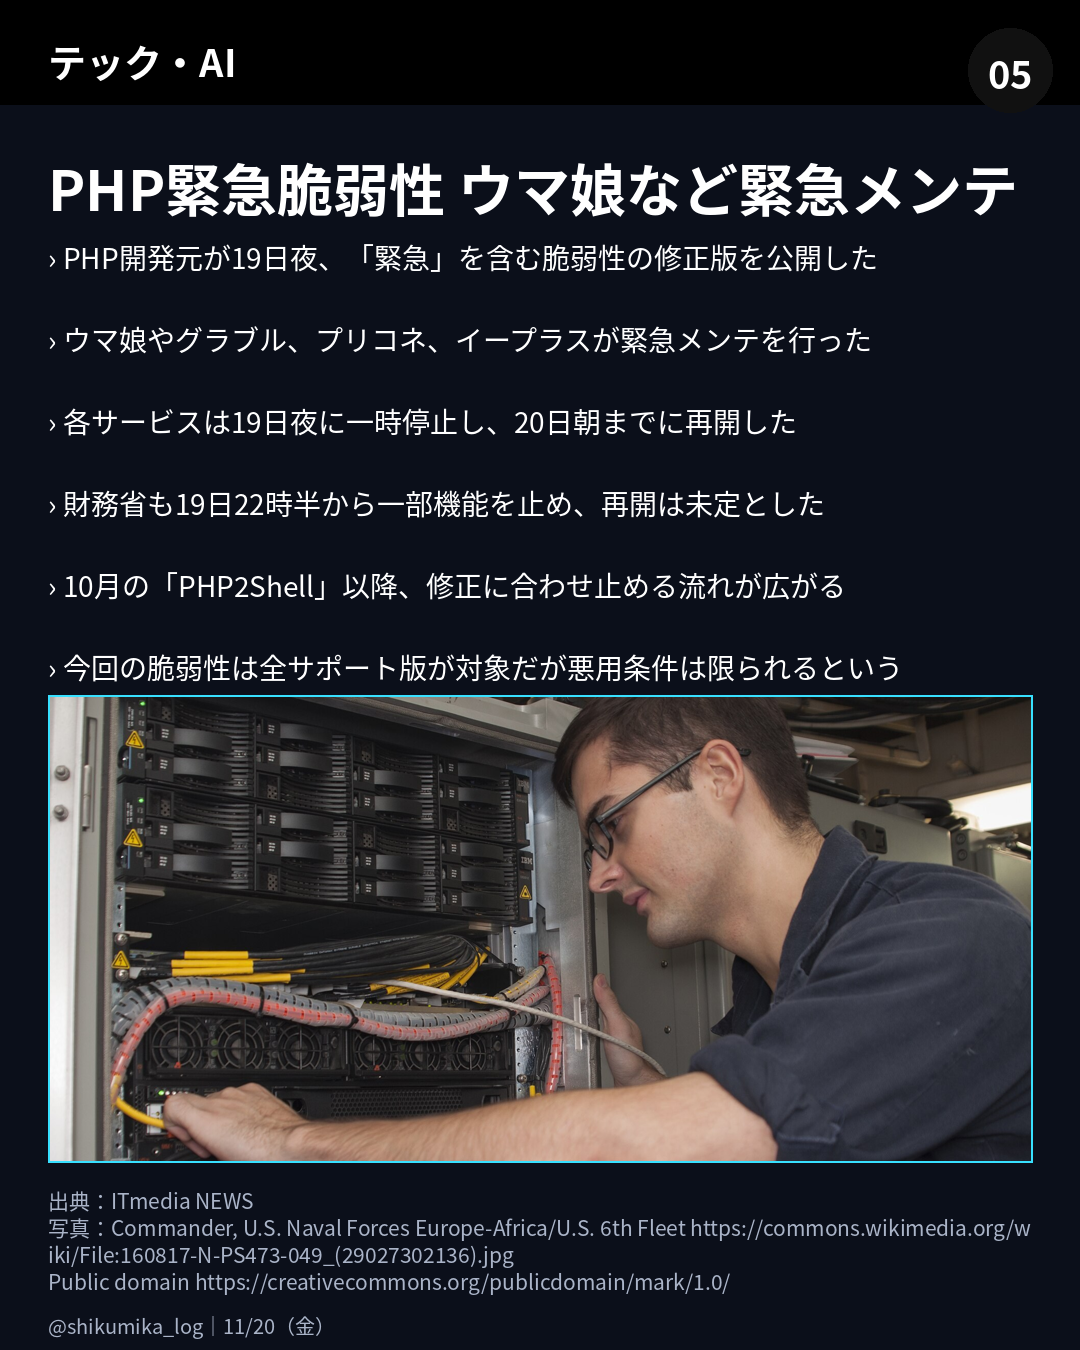 テック・AI
05
PHP緊急脆弱性 ウマ娘など緊急メンテ
› PHP開発元が19日夜、「緊急」を含む脆弱性の修正版を公開した
› ウマ娘やグラブル、プリコネ、イープラスが緊急メンテを行った
› 各サービスは19日夜に一時停止し、20日朝までに再開した
› 財務省も19日22時半から一部機能を止め、再開は未定とした
› 10月の「PHP2Shell」以降、修正に合わせ止める流れが広がる
› 今回の脆弱性は全サポート版が対象だが悪用条件は限られるという
IBM
出典：ITmedia NEWS
写真：Commander, U.S. Naval Forces Europe-Africa/U.S. 6th Fleet https://commons.wikimedia.org/w
iki/File:160817-N-PS473-049_(29027302136).jpg
Public domain https://creativecommons.org/publicdomain/mark/1.0/
@shikumika_log｜11/20（金）